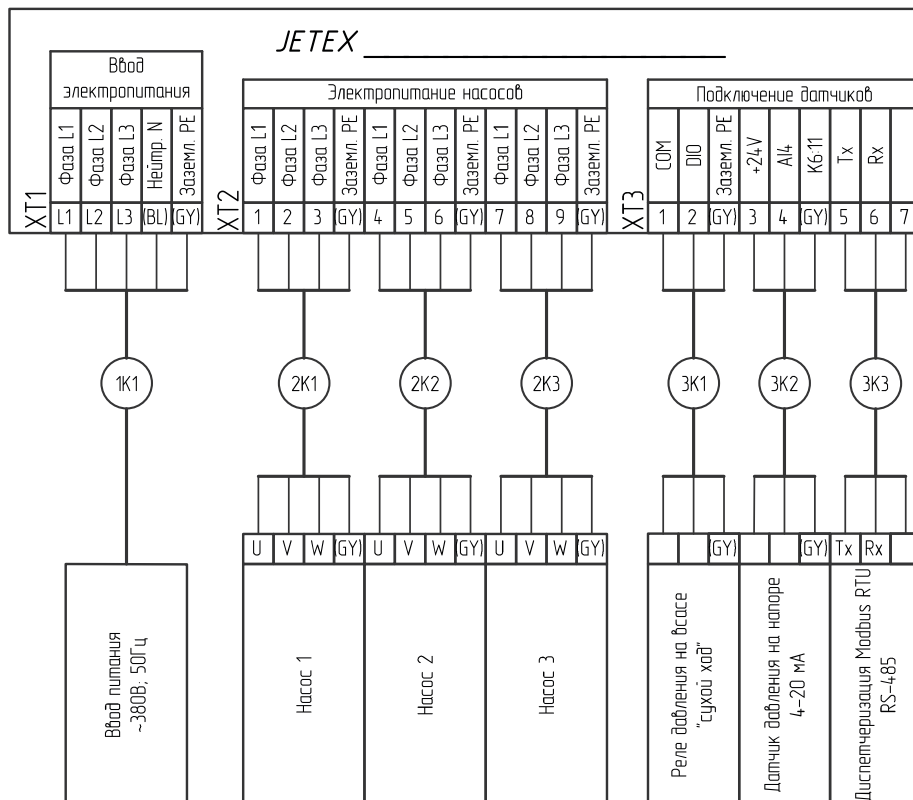 JETEX
Ввод
электропитания
Электропитание насосов
Подключение датчиков
XT1
Фаза L1
Фаза L2
Фаза L3
Нейтр. N
Заземл. PE
XT2
Фаза L1
Фаза L2
Фаза L3
Заземл. PE
Фаза L1
Фаза L2
Фаза L3
Заземл. PE
Фаза L1
Фаза L2
Фаза L3
Заземл. PE
XT3
COM
DIO
Заземл. PE
+24V
AI4
K6:11
Tx
Rx
L1 L2 L3 (BL) (GY)
1 2 3 (GY) 4 5 6 (GY) 7 8 9 (GY)
1 2 (GY) 3 4 (GY) 5 6 7
1K1 2K1 2K2 2K3 3K1 3K2 3K3
U V W (GY) U V W (GY) U V W (GY)
(GY) (GY) Tx Rx
Ввод питания
~380В; 50Гц
Насос 1
Насос 2
Насос 3
Реле давления на всасе
"сухой ход"
Датчик давления на напоре
4-20 мА
Диспетчеризация Modbus RTU
RS-485